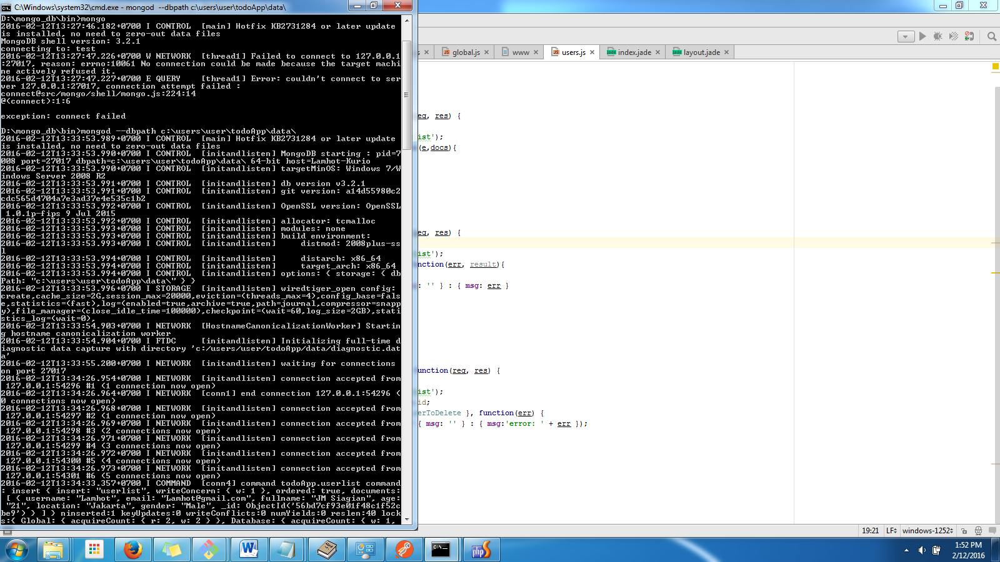 C:\Windows\system32\cmd.exe - mongod  --dbpath c:\users\user\todoApp\data\
D:\mongo_db\bin>mongo
2016-02-12T13:27:46.182+0700 I CONTROL  [main] Hotfix KB2731284 or later update
is installed, no need to zero-out data files
MongoDB shell version: 3.2.1
connecting to: test
2016-02-12T13:27:47.226+0700 W NETWORK  [thread1] Failed to connect to 127.0.0.1
:27017, reason: errno:10061 No connection could be made because the target machi
ne actively refused it.
2016-02-12T13:27:47.227+0700 E QUERY    [thread1] Error: couldn't connect to ser
ver 127.0.0.1:27017, connection attempt failed :
connect@src/mongo/shell/mongo.js:224:14
@(connect):1:6
exception: connect failed
D:\mongo_db\bin>mongod --dbpath c:\users\user\todoApp\data\
2016-02-12T13:33:53.989+0700 I CONTROL  [main] Hotfix KB2731284 or later update
is installed, no need to zero-out data files
2016-02-12T13:33:53.990+0700 I CONTROL  [initandlisten] MongoDB starting : pid=7
008 port=27017 dbpath=c:\users\user\todoApp\data\ 64-bit host=Lamhot-Kurio
2016-02-12T13:33:53.990+0700 I CONTROL  [initandlisten] targetMinOS: Windows 7/W
indows Server 2008 R2
2016-02-12T13:33:53.991+0700 I CONTROL  [initandlisten] db version v3.2.1
2016-02-12T13:33:53.991+0700 I CONTROL  [initandlisten] git version: a14d55980c2
cdc565d4704a7e3ad37e4e535c1b2
2016-02-12T13:33:53.992+0700 I CONTROL  [initandlisten] OpenSSL version: OpenSSL
 1.0.1p-fips 9 Jul 2015
2016-02-12T13:33:53.992+0700 I CONTROL  [initandlisten] allocator: tcmalloc
2016-02-12T13:33:53.993+0700 I CONTROL  [initandlisten] modules: none
2016-02-12T13:33:53.993+0700 I CONTROL  [initandlisten] build environment:
2016-02-12T13:33:53.993+0700 I CONTROL  [initandlisten]     distmod: 2008plus-ss
l
2016-02-12T13:33:53.994+0700 I CONTROL  [initandlisten]     distarch: x86_64
2016-02-12T13:33:53.994+0700 I CONTROL  [initandlisten]     target_arch: x86_64
2016-02-12T13:33:53.994+0700 I CONTROL  [initandlisten] options: { storage: { db
Path: "c:\users\user\todoApp\data\" } }
2016-02-12T13:33:53.996+0700 I STORAGE  [initandlisten] wiredtiger_open config:
create,cache_size=2G,session_max=20000,eviction=(threads_max=4),config_base=fals
e,statistics=(fast),log=(enabled=true,archive=true,path=journal,compressor=snapp
y),file_manager=(close_idle_time=100000),checkpoint=(wait=60,log_size=2GB),stati
stics_log=(wait=0),
2016-02-12T13:33:54.903+0700 I NETWORK  [HostnameCanonicalizationWorker] Startin
g hostname canonicalization worker
2016-02-12T13:33:54.904+0700 I FTDC     [initandlisten] Initializing full-time d
iagnostic data capture with directory 'c:/users/user/todoApp/data/diagnostic.dat
a'
2016-02-12T13:33:55.200+0700 I NETWORK  [initandlisten] waiting for connections
on port 27017
2016-02-12T13:34:26.954+0700 I NETWORK  [initandlisten] connection accepted from
 127.0.0.1:54296 #1 (1 connection now open)
2016-02-12T13:34:26.964+0700 I NETWORK  [conn1] end connection 127.0.0.1:54296 (
0 connections now open)
2016-02-12T13:34:26.968+0700 I NETWORK  [initandlisten] connection accepted from
 127.0.0.1:54297 #2 (1 connection now open)
2016-02-12T13:34:26.969+0700 I NETWORK  [initandlisten] connection accepted from
 127.0.0.1:54298 #3 (2 connections now open)
2016-02-12T13:34:26.971+0700 I NETWORK  [initandlisten] connection accepted from
 127.0.0.1:54299 #4 (3 connections now open)
2016-02-12T13:34:26.972+0700 I NETWORK  [initandlisten] connection accepted from
 127.0.0.1:54300 #5 (4 connections now open)
2016-02-12T13:34:26.973+0700 I NETWORK  [initandlisten] connection accepted from
 127.0.0.1:54301 #6 (5 connections now open)
2016-02-12T13:34:33.357+0700 I COMMAND  [conn4] command todoApp.userlist command
: insert { insert: "userlist", writeConcern: { w: 1 }, ordered: true, documents:
 [ { username: "Lamhot", email: "Lamhot@gmail.com", fullname: "JM Siagian", age:
 "21", location: "Jakarta", gender: "Male", _id: ObjectId('56bd7cf93e01f48c1f52c
be9') } ] } ninserted:1 keyUpdates:0 writeConflicts:0 numYields:0 reslen:40 lock
s:{ Global: { acquireCount: { r: 2, w: 2 } }, Database: { acquireCount: { w: 1,
s global.js www users.js index.jade layout.jade
eq, res) {
ist');
(e,docs){
eq, res) {
ist');
nction(err, result){
: '' } : { msg: err }
unction(req, res) {
ist');
id;
erToDelete }, function(err) {
{ msg: '' } : { msg:'error: ' + err });
19:21 LF windows-1252
php
1:52 PM
2/12/2016